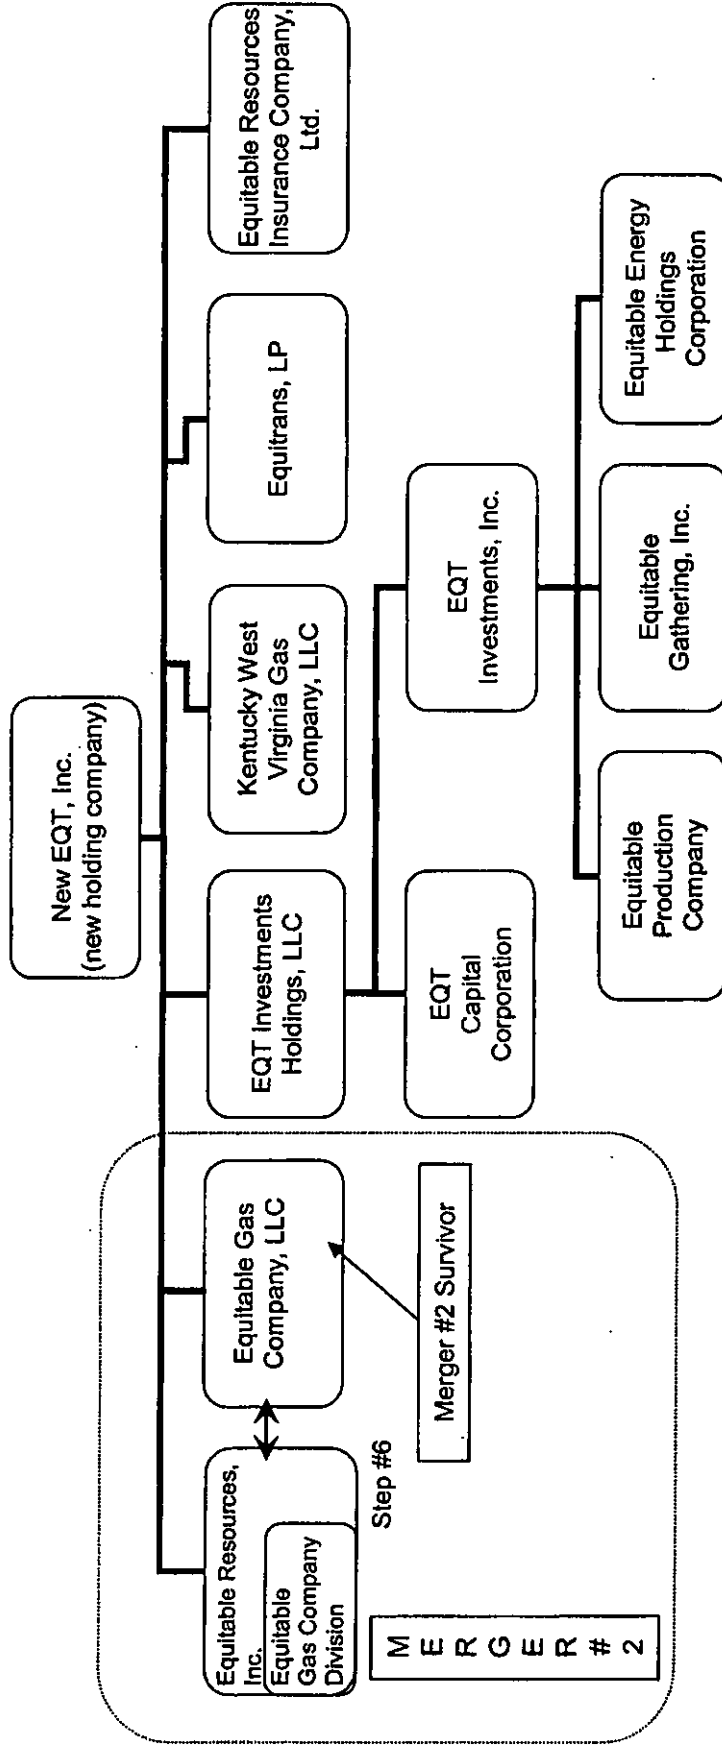 New EQT, Inc.
(new holding company)
Equitable Resources,
Inc.
Equitable
Gas Company
Division
Equitable Gas
Company, LLC
EQT Investments
Holdings, LLC
Kentucky West
Virginia Gas
Company, LLC
Equitrans, LP
Equitable Resources
Insurance Company,
Ltd.
Step #6
Merger #2 Survivor
M
E
R
G
E
R
#
2
EQT
Capital
Corporation
EQT
Investments, Inc.
Equitable
Production
Company
Equitable
Gathering, Inc.
Equitable Energy
Holdings
Corporation